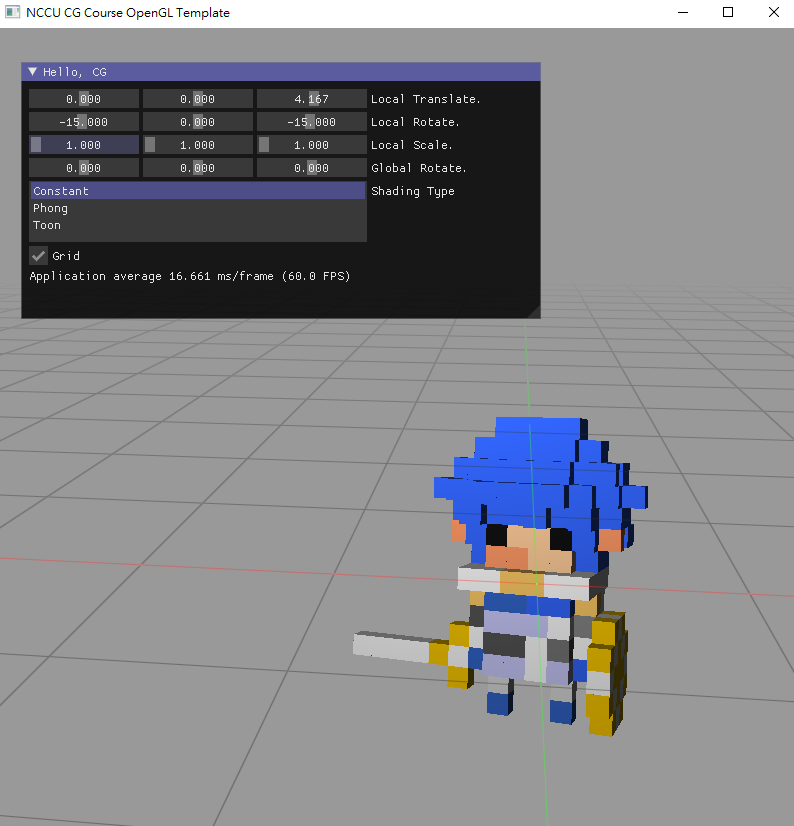 NCCU CG Course OpenGL Template
Hello, CG
0.000 0.000 4.167 Local Translate.
-15.000 0.000 -15.000 Local Rotate.
1.000 1.000 1.000 Local Scale.
0.000 0.000 0.000 Global Rotate.
Constant Shading Type
Phong
Toon
Grid
Application average 16.661 ms/frame (60.0 FPS)